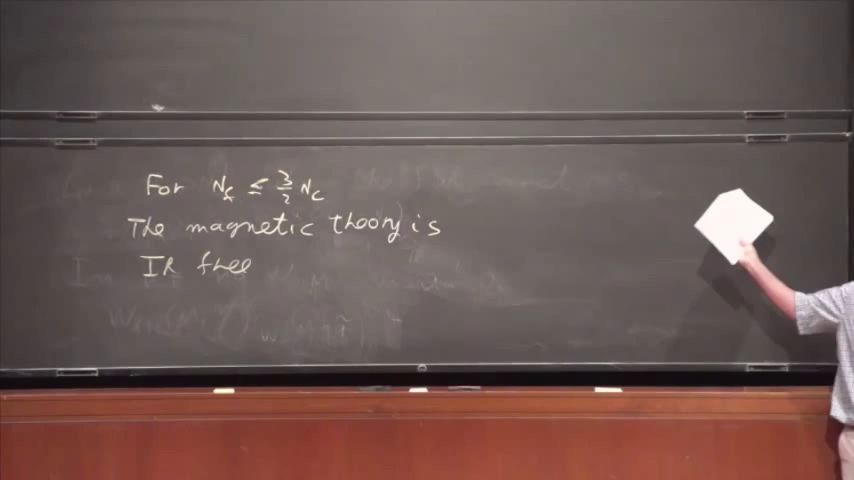 For N_f ≤ 3/2 N_c
The magnetic theory is
IR free